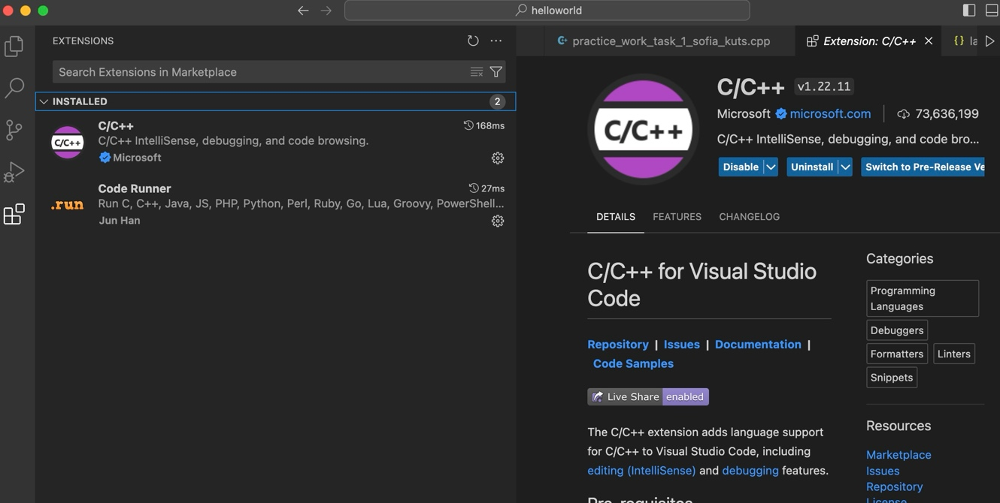 helloworld
EXTENSIONS
Search Extensions in Marketplace
INSTALLED 2
C/C++ 168ms
C/C++ IntelliSense, debugging, and code browsing.
C/C++
Microsoft
Code Runner 27ms
.run
Run C, C++, Java, JS, PHP, Python, Perl, Ruby, Go, Lua, Groovy, PowerShell...
Jun Han
practice_work_task_1_sofia_kuts.cpp
Extension: C/C++
{} la
C/C++
C/C++ v1.22.11
Microsoft microsoft.com | 73,636,199
C/C++ IntelliSense, debugging, and code bro...
Disable Uninstall Switch to Pre-Release Ve
DETAILS FEATURES CHANGELOG
C/C++ for Visual Studio
Code
Repository | Issues | Documentation |
Code Samples
Live Share enabled
The C/C++ extension adds language support
for C/C++ to Visual Studio Code, including
editing (IntelliSense) and debugging features.
Pre-requisites
Categories
Programming
Languages
Debuggers
Formatters Linters
Snippets
Resources
Marketplace
Issues
Repository
License